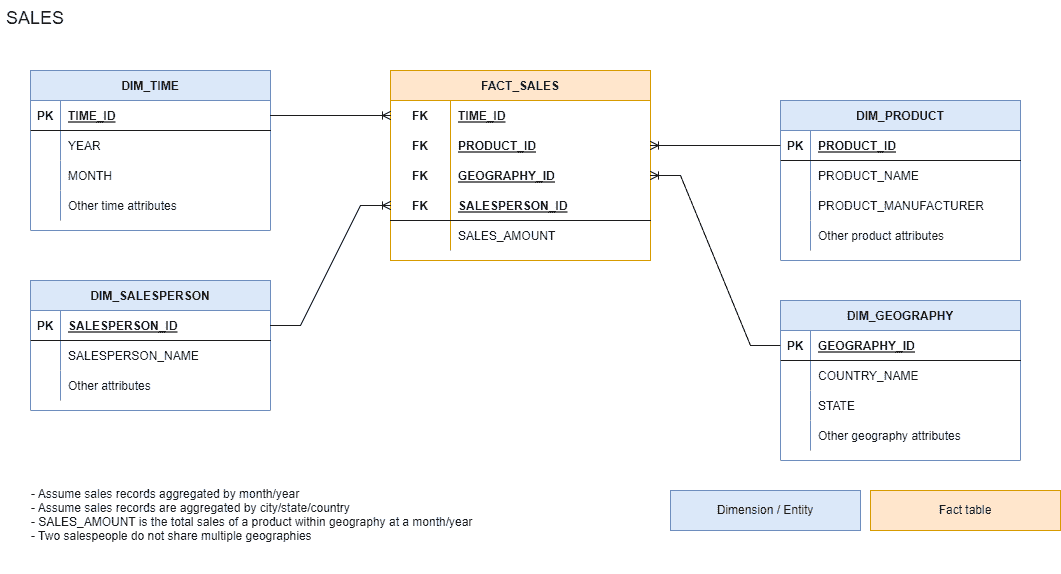 SALES
DIM_TIME
PK TIME_ID
YEAR
MONTH
Other time attributes
FACT_SALES
FK TIME_ID
FK PRODUCT_ID
FK GEOGRAPHY_ID
FK SALESPERSON_ID
SALES_AMOUNT
DIM_PRODUCT
PK PRODUCT_ID
PRODUCT_NAME
PRODUCT_MANUFACTURER
Other product attributes
DIM_SALESPERSON
PK SALESPERSON_ID
SALESPERSON_NAME
Other attributes
DIM_GEOGRAPHY
PK GEOGRAPHY_ID
COUNTRY_NAME
STATE
Other geography attributes
- Assume sales records aggregated by month/year
- Assume sales records are aggregated by city/state/country
- SALES_AMOUNT is the total sales of a product within geography at a month/year
- Two salespeople do not share multiple geographies
Dimension / Entity
Fact table